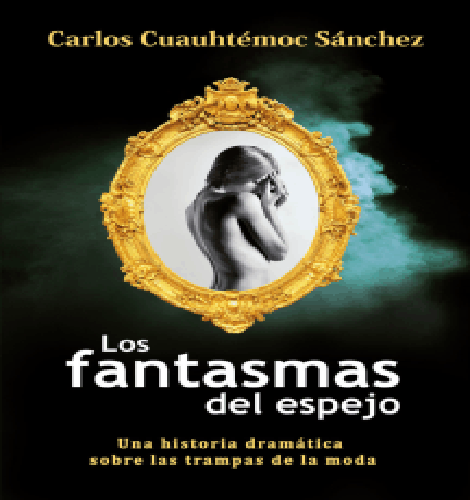 Carlos Cuauhtémoc Sánchez
Los
fantasmas
del espejo
Una historia dramática
sobre las trampas de la moda